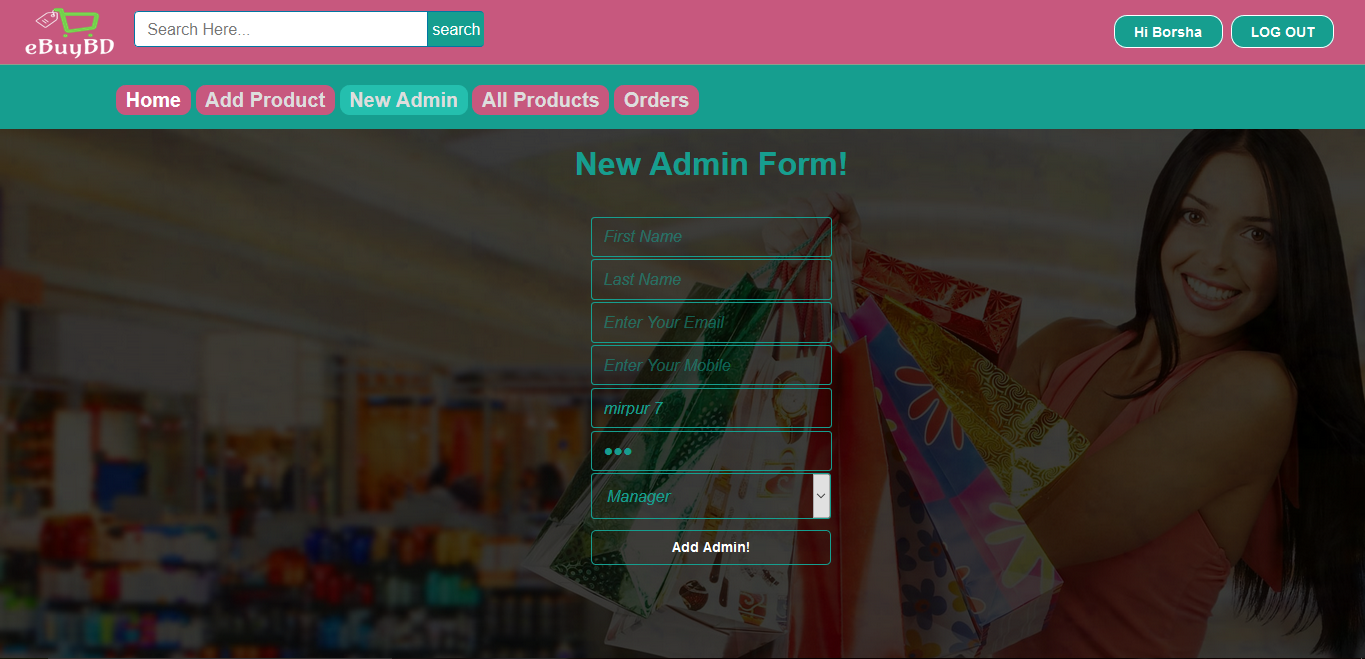 eBuyBD
Search Here...
search
Hi Borsha
LOG OUT
Home
Add Product
New Admin
All Products
Orders
New Admin Form!
First Name
Last Name
Enter Your Email
Enter Your Mobile
mirpur 7
●●●
Manager
Add Admin!